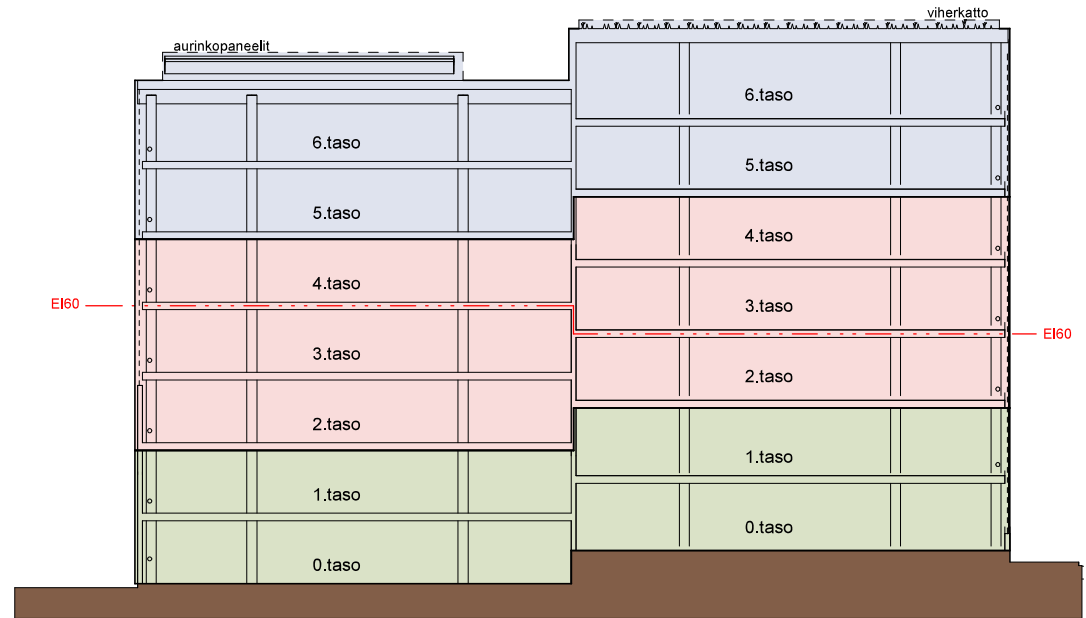 viherkatto
aurinkopaneelit
6.taso
6.taso
5.taso
5.taso
4.taso
4.taso
EI60
3.taso
EI60
3.taso
2.taso
2.taso
1.taso
1.taso
0.taso
0.taso